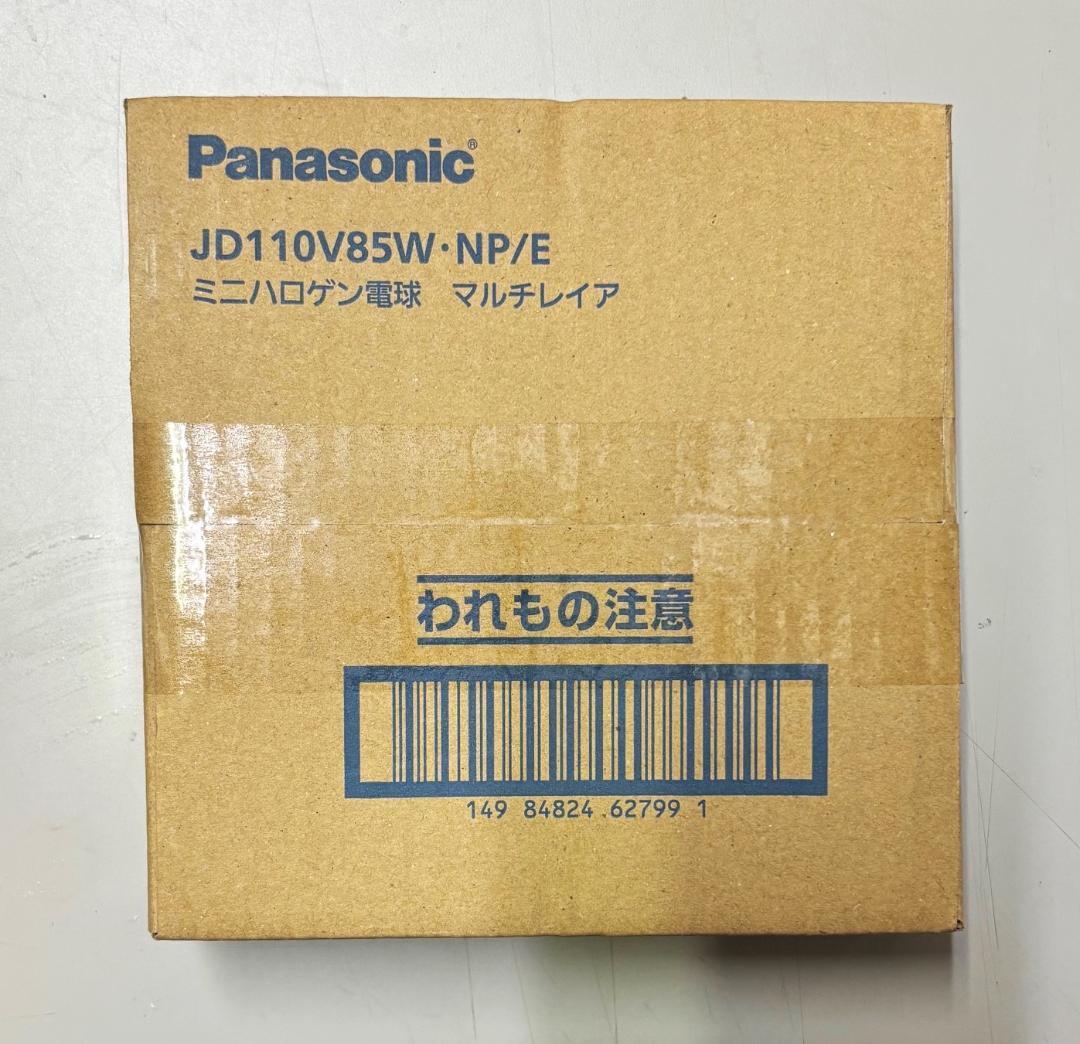 Panasonic®
JD110V85W・NP/E
ミニハロゲン電球　マルチレイア
われもの注意
149 84824 62799 1